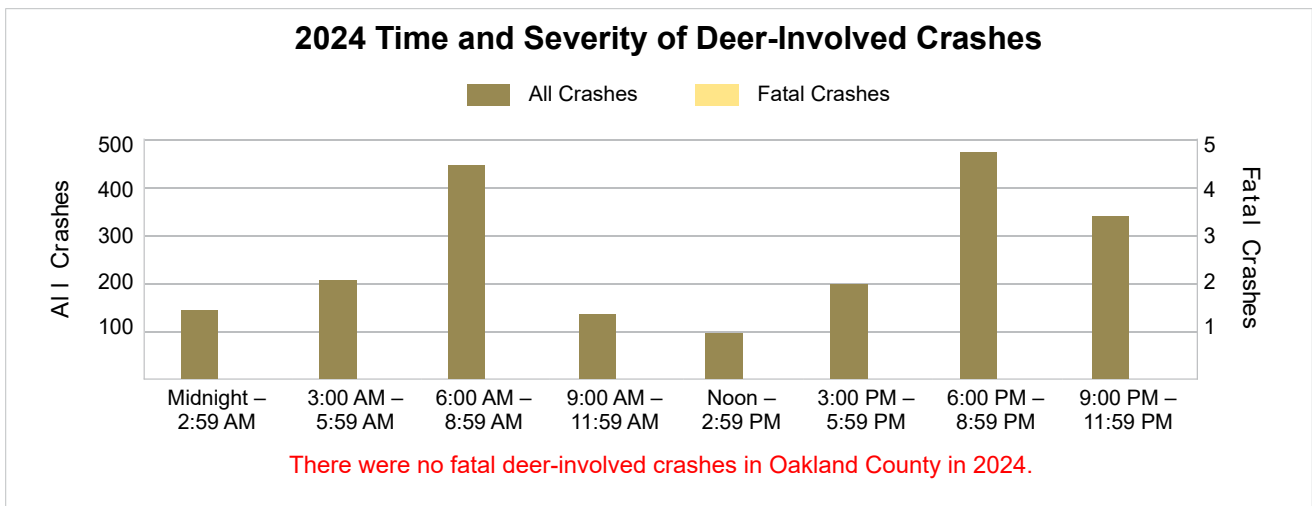 2024 Time and Severity of Deer-Involved Crashes
All Crashes
Fatal Crashes
500
400
300
200
100
All Crashes
5
4
3
2
1
Fatal Crashes
Midnight –
2:59 AM
3:00 AM –
5:59 AM
6:00 AM –
8:59 AM
9:00 AM –
11:59 AM
Noon –
2:59 PM
3:00 PM –
5:59 PM
6:00 PM –
8:59 PM
9:00 PM –
11:59 PM
There were no fatal deer-involved crashes in Oakland County in 2024.